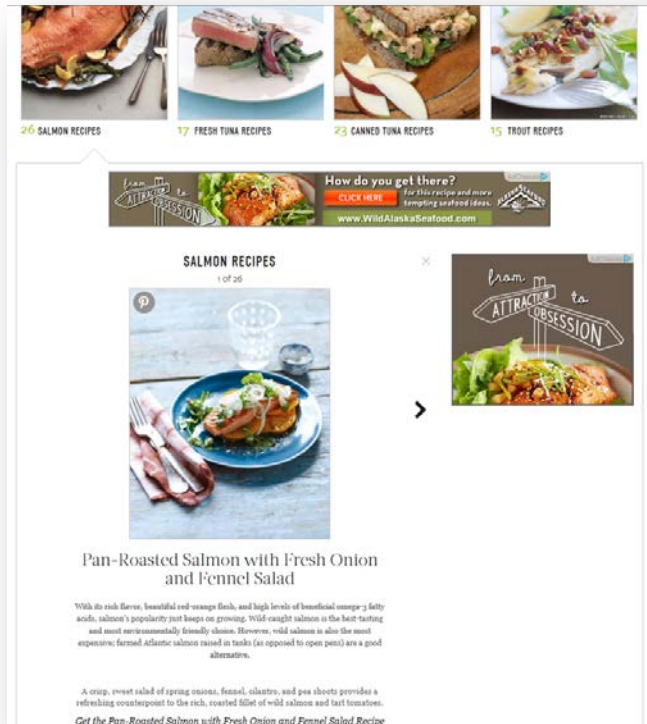 26 SALMON RECIPES
17 FRESH TUNA RECIPES
23 CANNED TUNA RECIPES
15 TROUT RECIPES
from
ATTRACTION
to
OBSESSION
How do you get there?
CLICK HERE
for this recipe and more
tempting seafood ideas.
www.WildAlaskaSeafood.com
ALASKA SEAFOOD
AdChoices
SALMON RECIPES
1 of 26
AdChoices
from
ATTRACTION
to
OBSESSION
Pan-Roasted Salmon with Fresh Onion
and Fennel Salad
With its rich flavor, beautiful red-orange flesh, and high levels of beneficial omega-3 fatty
acids, salmon's popularity just keeps on growing. Wild-caught salmon is the best-tasting
and most environmentally friendly choice. However, wild salmon is also the most
expensive; farmed Atlantic salmon raised in tanks (as opposed to open pens) are a good
alternative.
A crisp, sweet salad of spring onions, fennel, cilantro, and pea shoots provides a
refreshing counterpoint to the rich, roasted fillet of wild salmon and tart tomatoes.
Get the Pan-Roasted Salmon with Fresh Onion and Fennel Salad Recipe